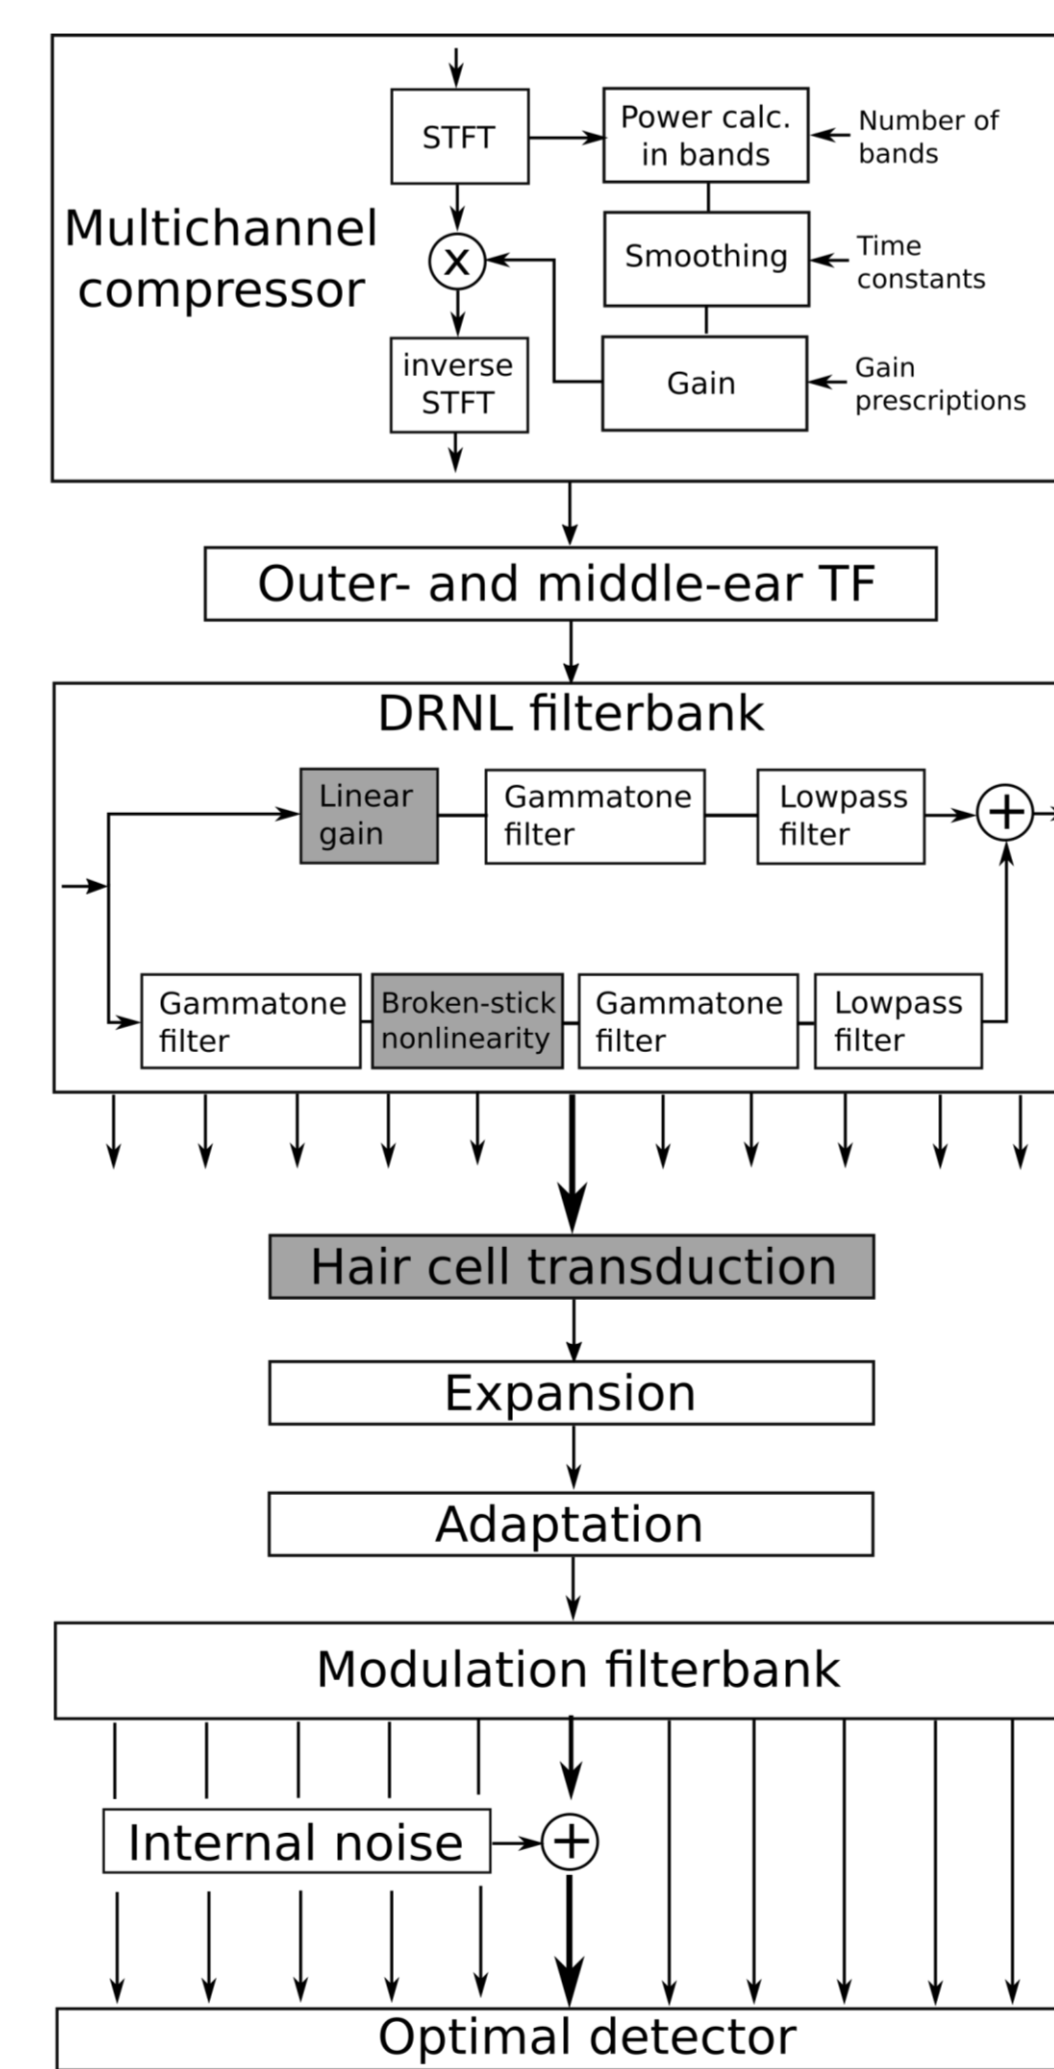 STFT
Power calc.
in bands
Number of
bands
Multichannel
compressor
x
Smoothing
Time
constants
inverse
STFT
Gain
Gain
prescriptions
Outer- and middle-ear TF
DRNL filterbank
Linear
gain
Gammatone
filter
Lowpass
filter
+
Gammatone
filter
Broken-stick
nonlinearity
Gammatone
filter
Lowpass
filter
Hair cell transduction
Expansion
Adaptation
Modulation filterbank
Internal noise
+
Optimal detector